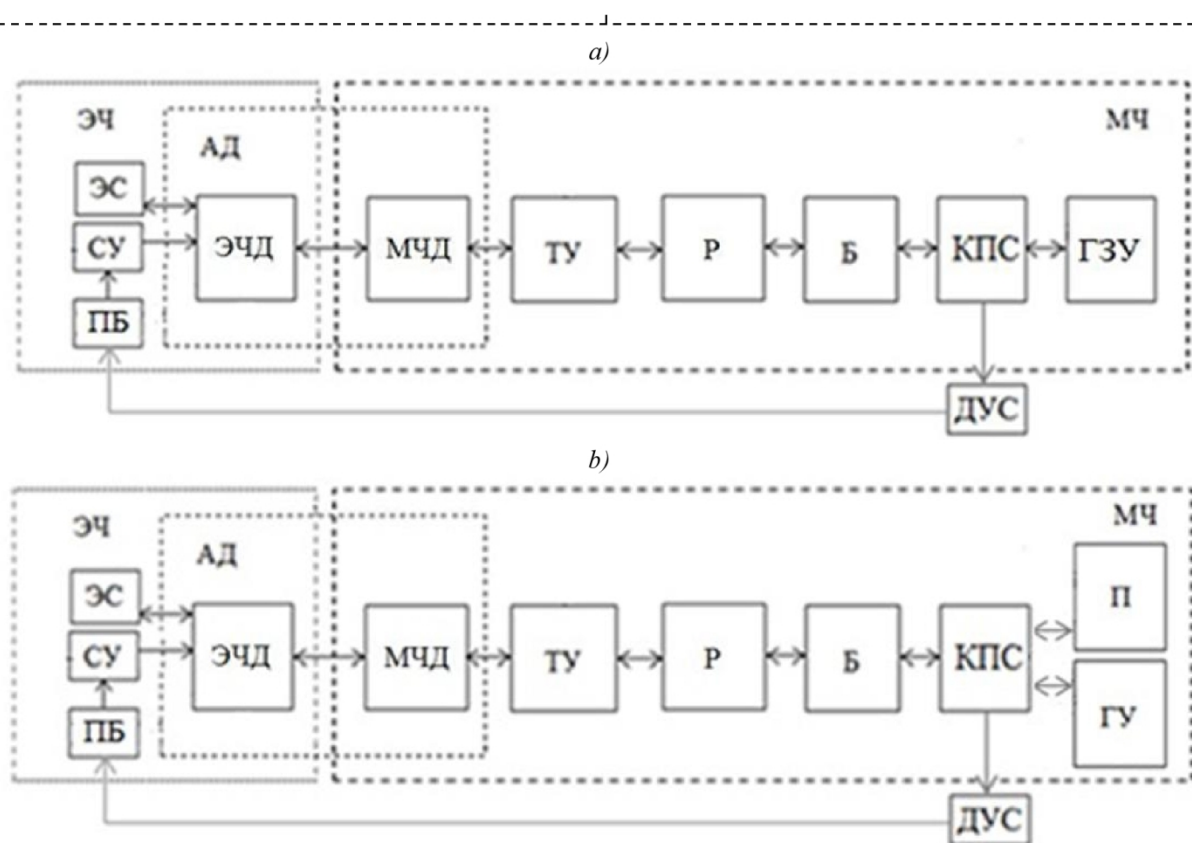 a)
ЭЧ
МЧ
АД
ЭС
СУ
ПБ
ЭЧД
МЧД
ТУ
Р
Б
КПС
ГЗУ
ДУС
b)
ЭЧ
МЧ
АД
ЭС
СУ
ПБ
ЭЧД
МЧД
ТУ
Р
Б
КПС
П
ГУ
ДУС